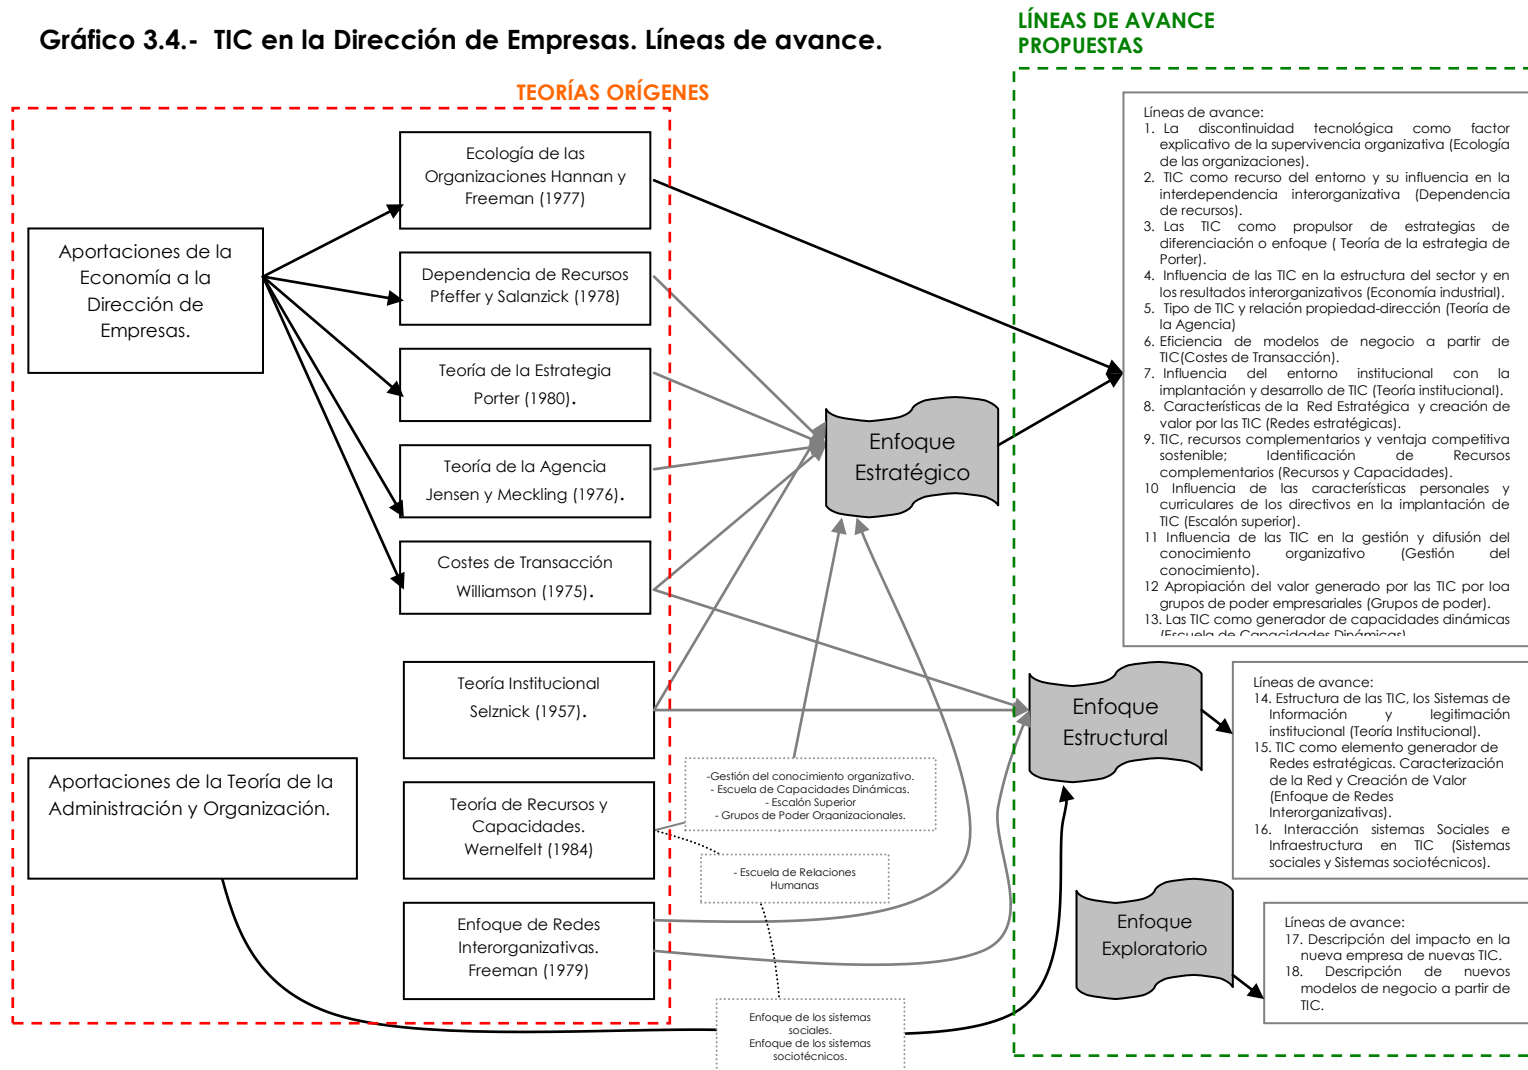 Gráfico 3.4.- TIC en la Dirección de Empresas. Líneas de avance.
LÍNEAS DE AVANCE
PROPUESTAS
TEORÍAS ORÍGENES
Aportaciones de la
Economía a la
Dirección de
Empresas.
Ecología de las
Organizaciones Hannan y
Freeman (1977)
Dependencia de Recursos
Pfeffer y Salanzick (1978)
Teoría de la Estrategia
Porter (1980).
Teoría de la Agencia
Jensen y Meckling (1976).
Costes de Transacción
Williamson (1975).
Teoría Institucional
Selznick (1957).
Aportaciones de la Teoría de la
Administración y Organización.
Teoría de Recursos y
Capacidades.
Wernelfelt (1984)
Enfoque de Redes
Interorganizativas.
Freeman (1979)
-Gestión del conocimiento organizativo.
- Escuela de Capacidades Dinámicas.
- Escalón Superior
- Grupos de Poder Organizacionales.
- Escuela de Relaciones
Humanas
Enfoque de los sistemas
sociales.
Enfoque de los sistemas
sociotécnicos.
Enfoque
Estratégico
Enfoque
Estructural
Enfoque
Exploratorio
Líneas de avance:
1. La discontinuidad tecnológica como factor
explicativo de la supervivencia organizativa (Ecología
de las organizaciones).
2. TIC como recurso del entorno y su influencia en la
interdependencia interorganizativa (Dependencia
de recursos).
3. Las TIC como propulsor de estrategias de
diferenciación o enfoque ( Teoría de la estrategia de
Porter).
4. Influencia de las TIC en la estructura del sector y en
los resultados interorganizativos (Economía industrial).
5. Tipo de TIC y relación propiedad-dirección (Teoría de
la Agencia)
6. Eficiencia de modelos de negocio a partir de
TIC(Costes de Transacción).
7. Influencia del entorno institucional con la
implantación y desarrollo de TIC (Teoría institucional).
8. Características de la Red Estratégica y creación de
valor por las TIC (Redes estratégicas).
9. TIC, recursos complementarios y ventaja competitiva
sostenible; Identificación de Recursos
complementarios (Recursos y Capacidades).
10 Influencia de las características personales y
curriculares de los directivos en la implantación de
TIC (Escalón superior).
11 Influencia de las TIC en la gestión y difusión del
conocimiento organizativo (Gestión del
conocimiento).
12 Apropiación del valor generado por las TIC por loa
grupos de poder empresariales (Grupos de poder).
13. Las TIC como generador de capacidades dinámicas
(Escuela de Capacidades Dinámicas)
Líneas de avance:
14. Estructura de las TIC, los Sistemas de
Información y legitimación
institucional (Teoría Institucional).
15. TIC como elemento generador de
Redes estratégicas. Caracterización
de la Red y Creación de Valor
(Enfoque de Redes
Interorganizativas).
16. Interacción sistemas Sociales e
Infraestructura en TIC (Sistemas
sociales y Sistemas sociotécnicos).
Líneas de avance:
17. Descripción del impacto en la
nueva empresa de nuevas TIC.
18. Descripción de nuevos
modelos de negocio a partir de
TIC.